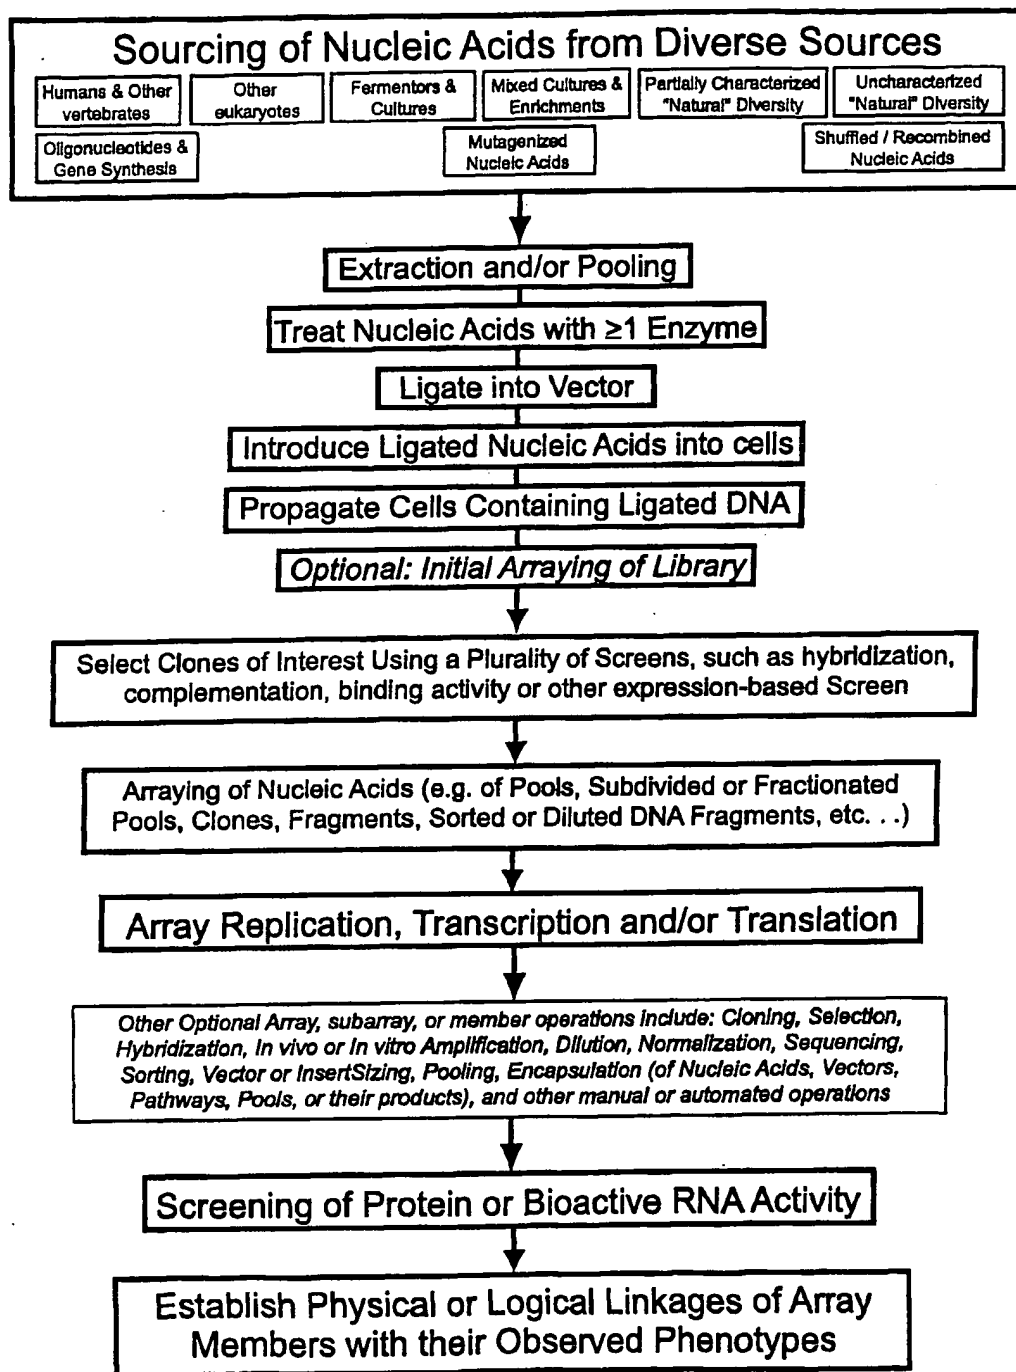 Sourcing of Nucleic Acids from Diverse Sources
Humans & Other
vertebrates
Other
eukaryotes
Fermentors &
Cultures
Mixed Cultures &
Enrichments
Partially Characterized
"Natural" Diversity
Uncharacterized
"Natural" Diversity
Oligonucleotides &
Gene Synthesis
Mutagenized
Nucleic Acids
Shuffled / Recombined
Nucleic Acids
Extraction and/or Pooling
Treat Nucleic Acids with ≥1 Enzyme
Ligate into Vector
Introduce Ligated Nucleic Acids into cells
Propagate Cells Containing Ligated DNA
Optional: Initial Arraying of Library
Select Clones of Interest Using a Plurality of Screens, such as hybridization,
complementation, binding activity or other expression-based Screen
Arraying of Nucleic Acids (e.g. of Pools, Subdivided or Fractionated
Pools, Clones, Fragments, Sorted or Diluted DNA Fragments, etc. . .)
Array Replication, Transcription and/or Translation
Other Optional Array, subarray, or member operations include: Cloning, Selection,
Hybridization, In vivo or In vitro Amplification, Dilution, Normalization, Sequencing,
Sorting, Vector or InsertSizing, Pooling, Encapsulation (of Nucleic Acids, Vectors,
Pathways, Pools, or their products), and other manual or automated operations
Screening of Protein or Bioactive RNA Activity
Establish Physical or Logical Linkages of Array
Members with their Observed Phenotypes